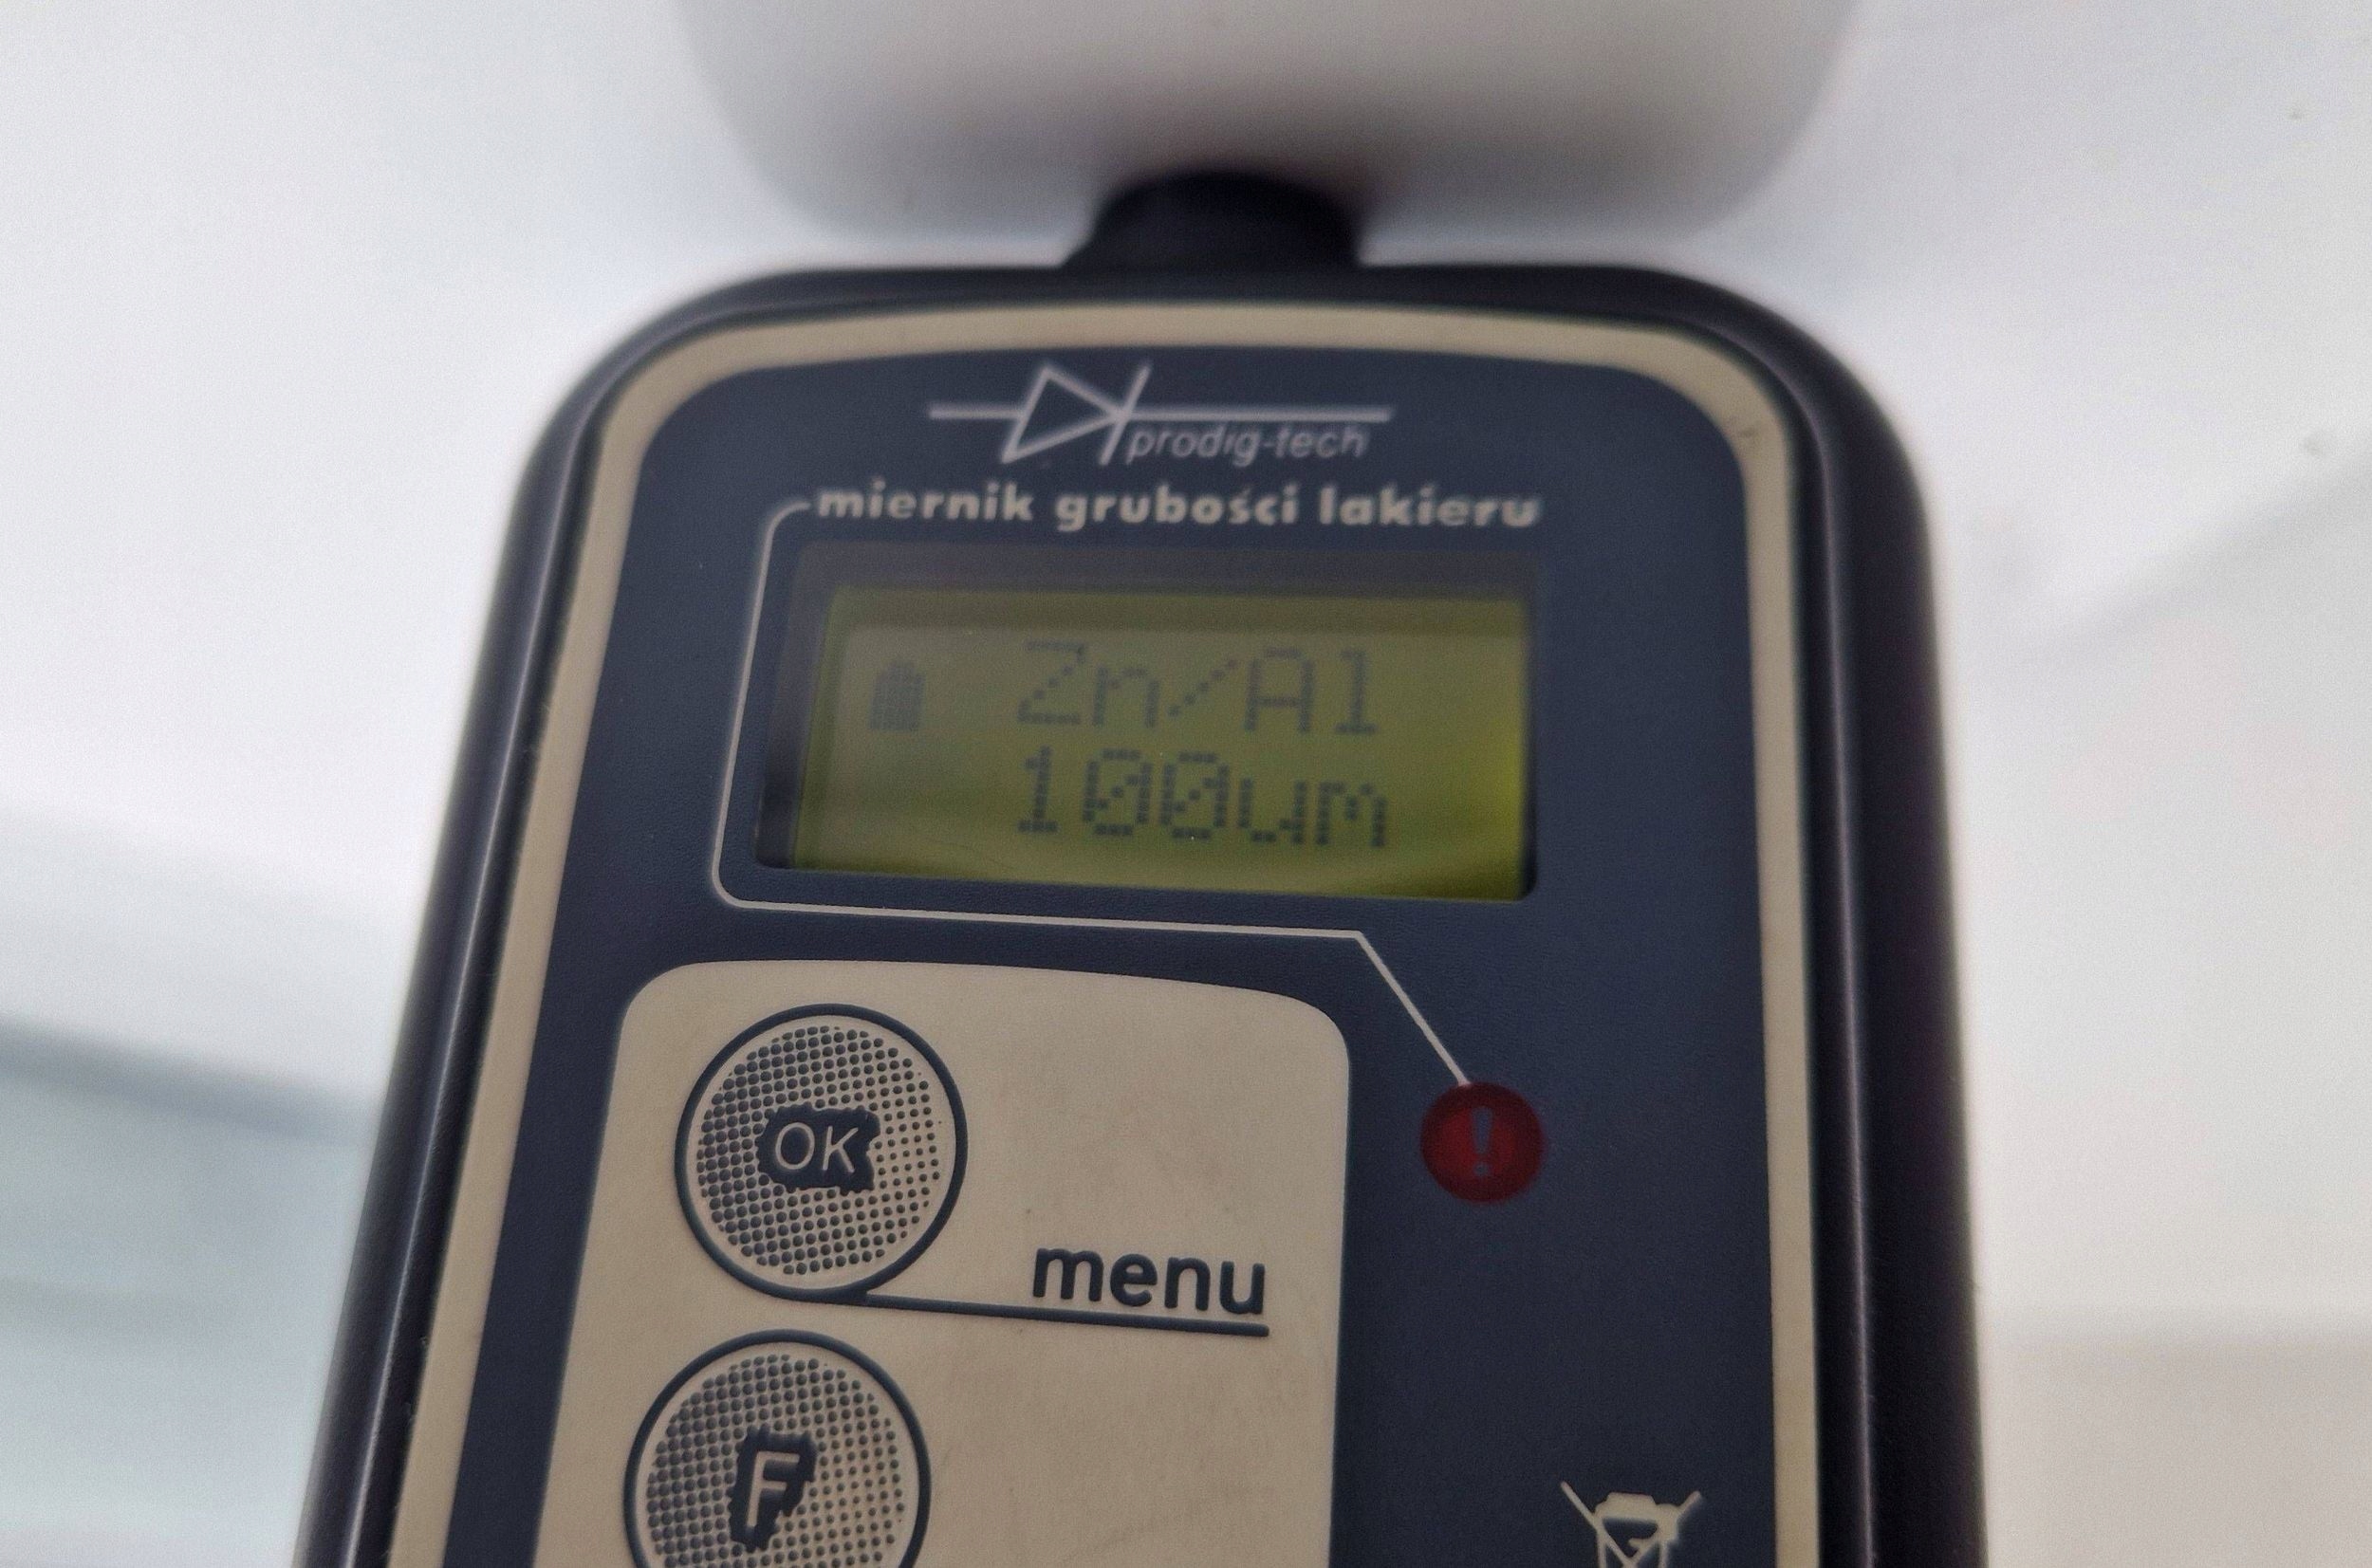 prodig-tech
miernik grubości lakieru
Zn/Al
100um
!
OK
menu
F